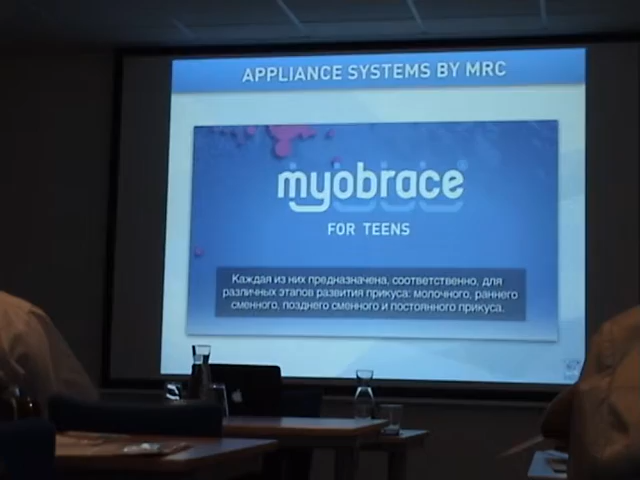 APPLIANCE SYSTEMS BY MRC
myobrace®
FOR TEENS
Каждая из них предназначена, соответственно, для
различных этапов развития прикуса: молочного, раннего
сменного, позднего сменного и постоянного прикуса.